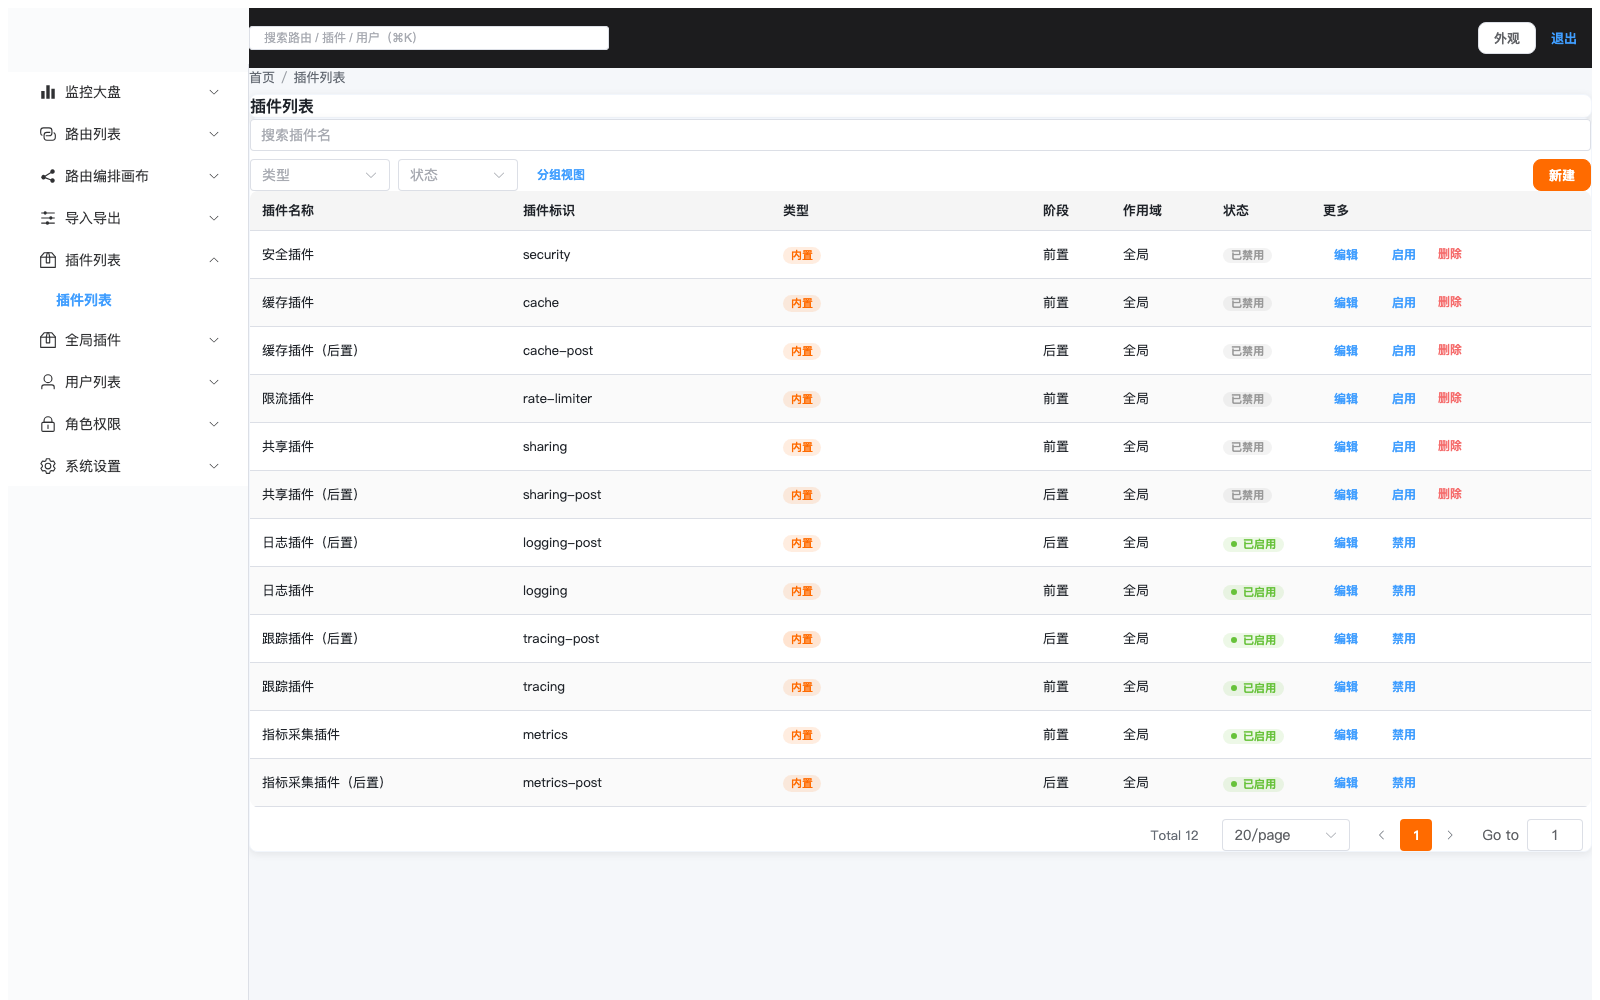 搜索路由 / 插件 / 用户（⌘K）
外观
退出
监控大盘
路由列表
路由编排画布
导入导出
插件列表
插件列表
全局插件
用户列表
角色权限
系统设置
首页 / 插件列表
插件列表
搜索插件名
类型 状态 分组视图 新建
插件名称 插件标识 类型 阶段 作用域 状态 更多
安全插件 security 内置 前置 全局 已禁用 编辑 启用 删除
缓存插件 cache 内置 前置 全局 已禁用 编辑 启用 删除
缓存插件（后置） cache-post 内置 后置 全局 已禁用 编辑 启用 删除
限流插件 rate-limiter 内置 前置 全局 已禁用 编辑 启用 删除
共享插件 sharing 内置 前置 全局 已禁用 编辑 启用 删除
共享插件（后置） sharing-post 内置 后置 全局 已禁用 编辑 启用 删除
日志插件（后置） logging-post 内置 后置 全局 已启用 编辑 禁用
日志插件 logging 内置 前置 全局 已启用 编辑 禁用
跟踪插件（后置） tracing-post 内置 后置 全局 已启用 编辑 禁用
跟踪插件 tracing 内置 前置 全局 已启用 编辑 禁用
指标采集插件 metrics 内置 前置 全局 已启用 编辑 禁用
指标采集插件（后置） metrics-post 内置 后置 全局 已启用 编辑 禁用
Total 12 20/page 1 Go to 1